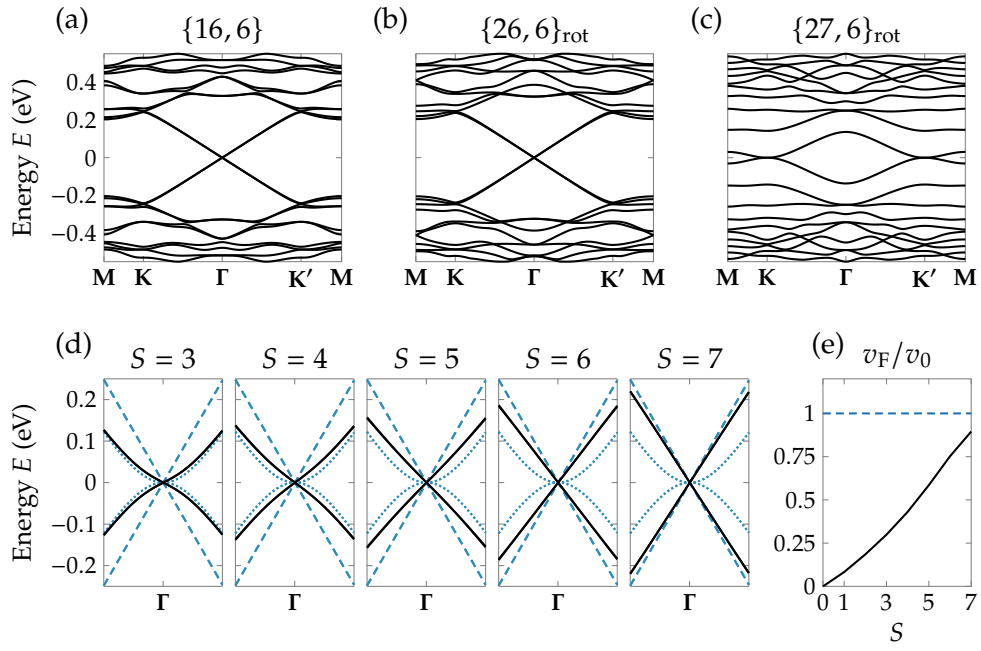 (a) {16, 6}
(b) {26, 6}rot
(c) {27, 6}rot
Energy E (eV)
0.4
0.2
0
−0.2
−0.4
M K Γ K′ M
M K Γ K′ M
M K Γ K′ M
(d) S = 3 S = 4 S = 5 S = 6 S = 7
(e) vF/v0
Energy E (eV)
0.2
0.1
0
−0.1
−0.2
Γ Γ Γ Γ Γ
1
0.75
0.5
0.25
0
0 1 3 5 7
S